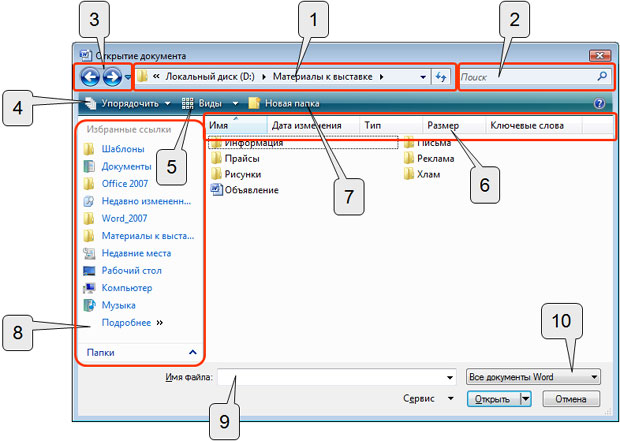 1
2
3
Открытие документа
« Локальный диск (D:) Материалы к выставке
Поиск
4
Упорядочить Виды Новая папка
Избранные ссылки
Имя Дата изменения Тип Размер Ключевые слова
Шаблоны
Документы
Office 2007
Недавно измененн...
Word_2007
Материалы к выста...
Недавние места
Рабочий стол
Компьютер
Музыка
Подробнее »
Папки
Информация
Прайсы
Рисунки
Объявление
Письма
Реклама
Хлам
5
7
6
8
10
Имя файла:
Все документы Word
9
Сервис Открыть Отмена